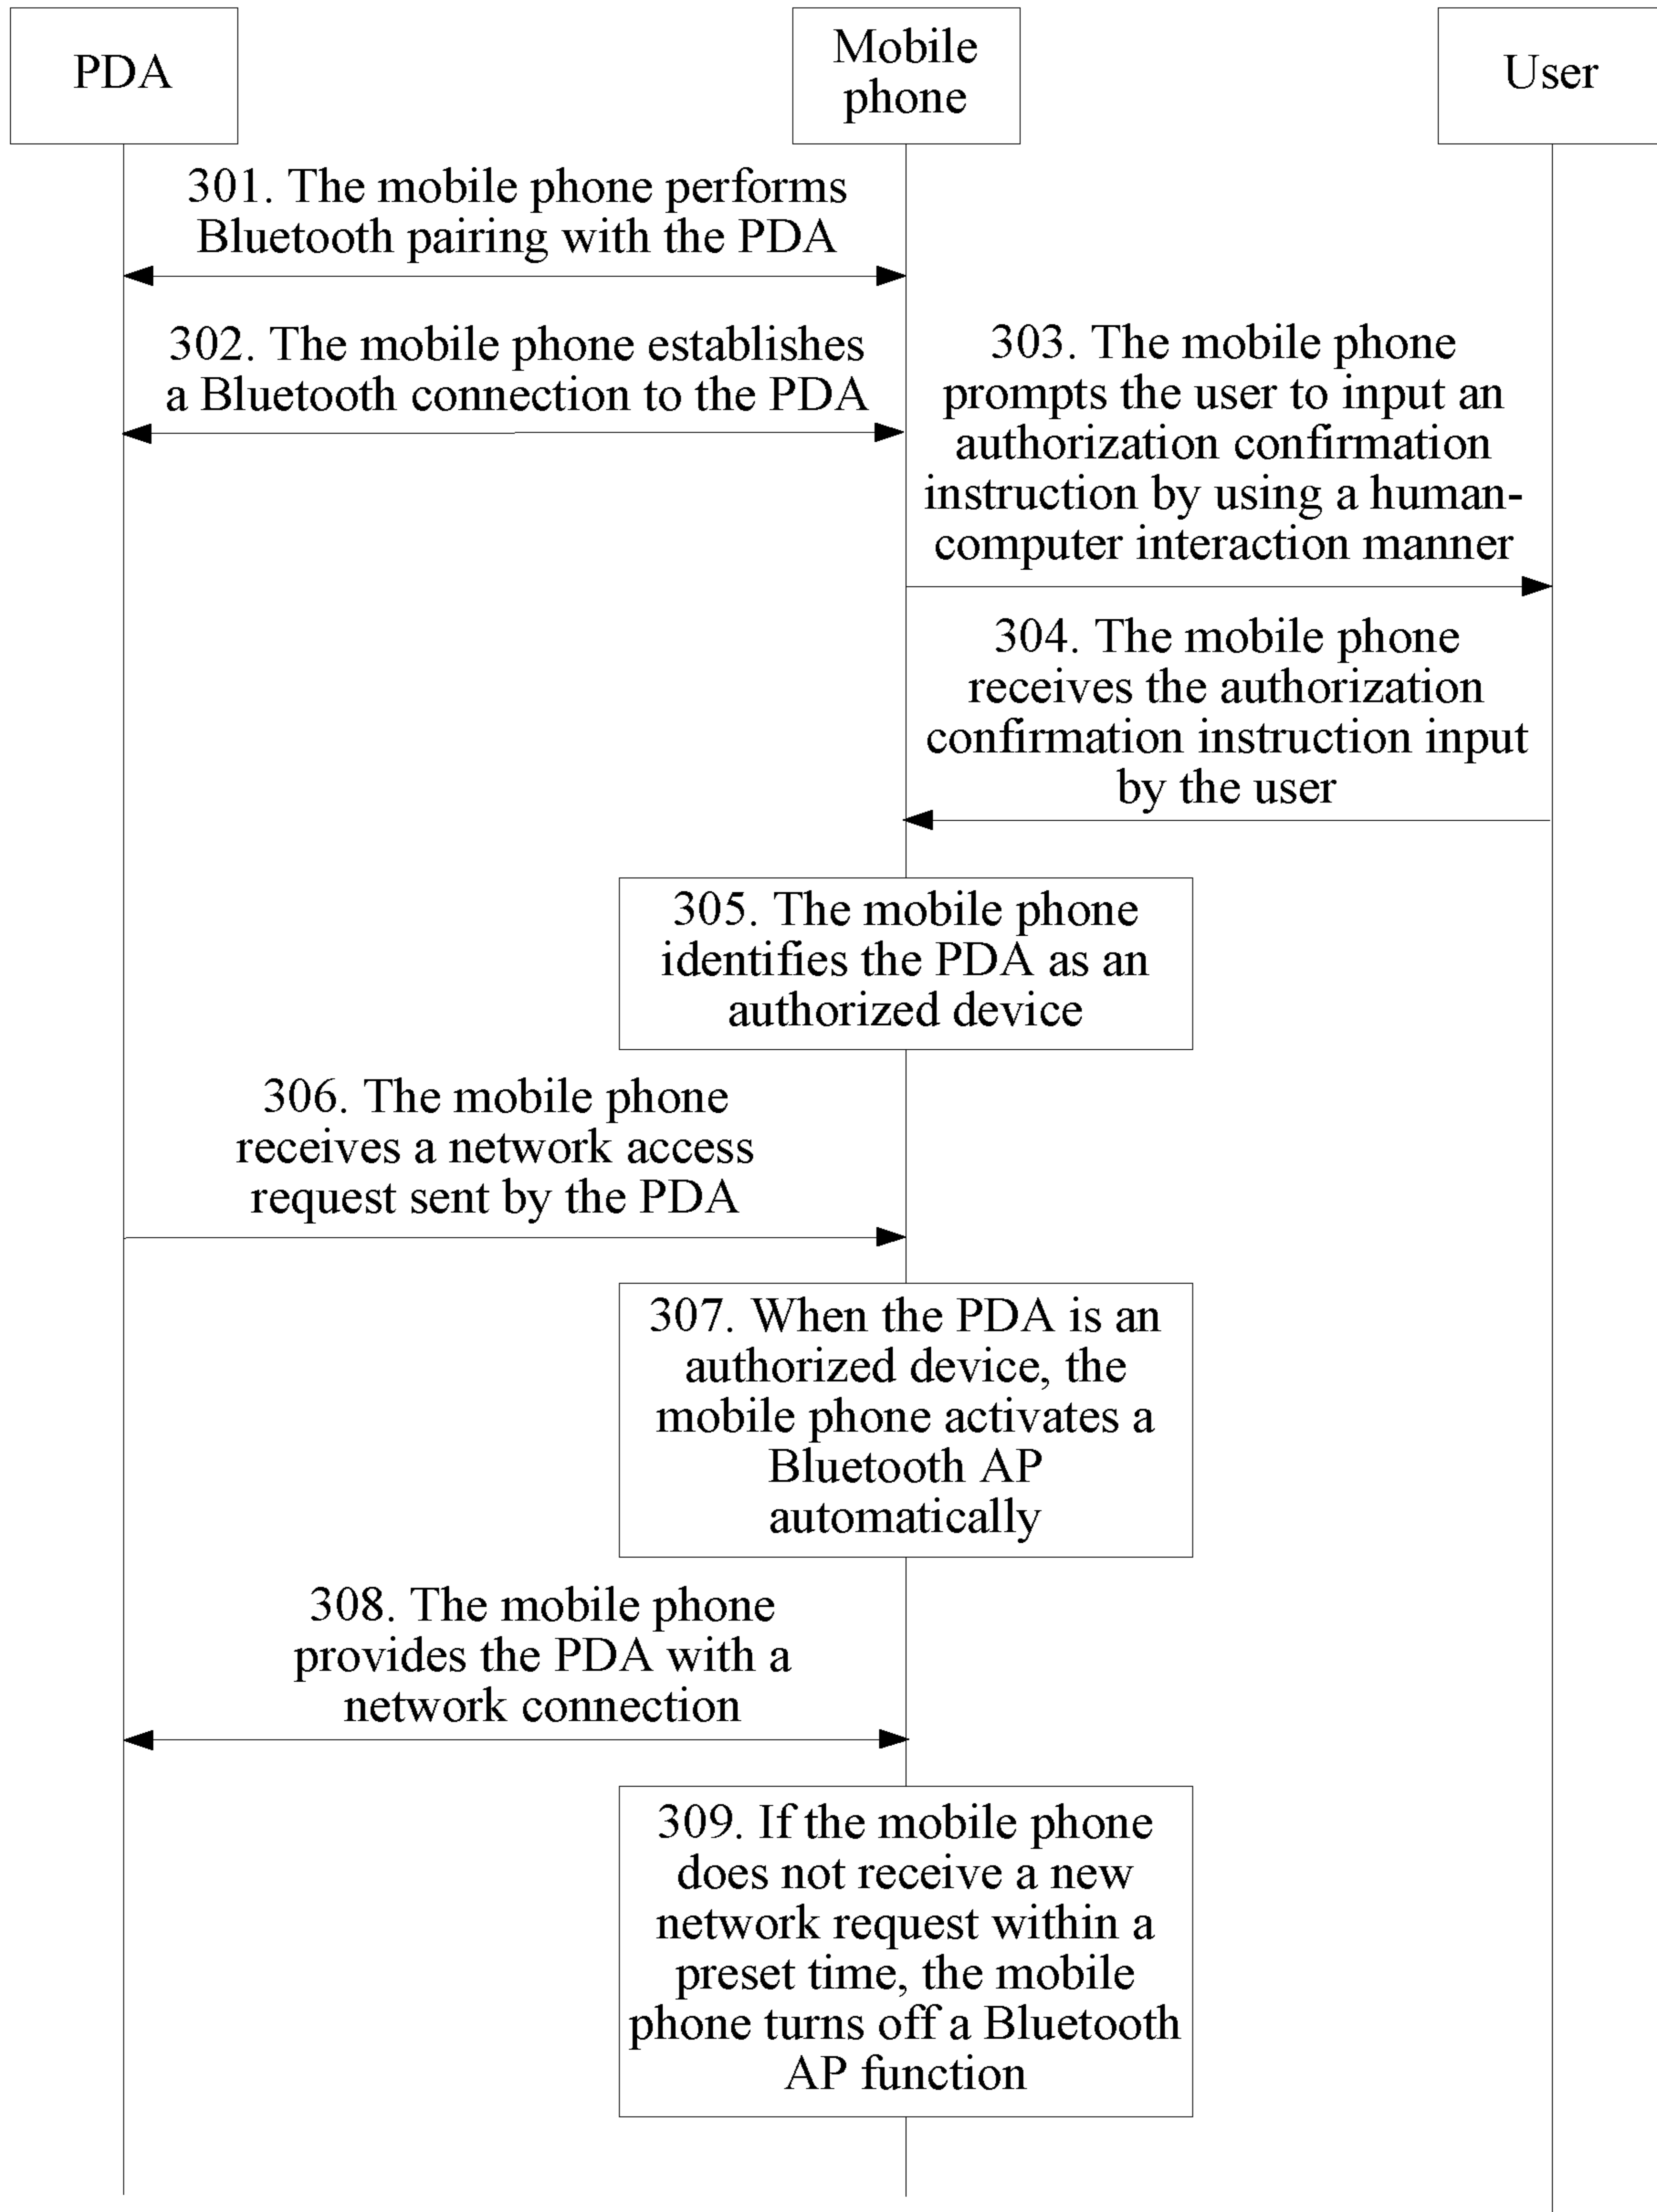 PDA
Mobile
phone
User
301. The mobile phone performs
Bluetooth pairing with the PDA
302. The mobile phone establishes
a Bluetooth connection to the PDA
303. The mobile phone
prompts the user to input an
authorization confirmation
instruction by using a human-
computer interaction manner
304. The mobile phone
receives the authorization
confirmation instruction input
by the user
305. The mobile phone
identifies the PDA as an
authorized device
306. The mobile phone
receives a network access
request sent by the PDA
307. When the PDA is an
authorized device, the
mobile phone activates a
Bluetooth AP
automatically
308. The mobile phone
provides the PDA with a
network connection
309. If the mobile phone
does not receive a new
network request within a
preset time, the mobile
phone turns off a Bluetooth
AP function